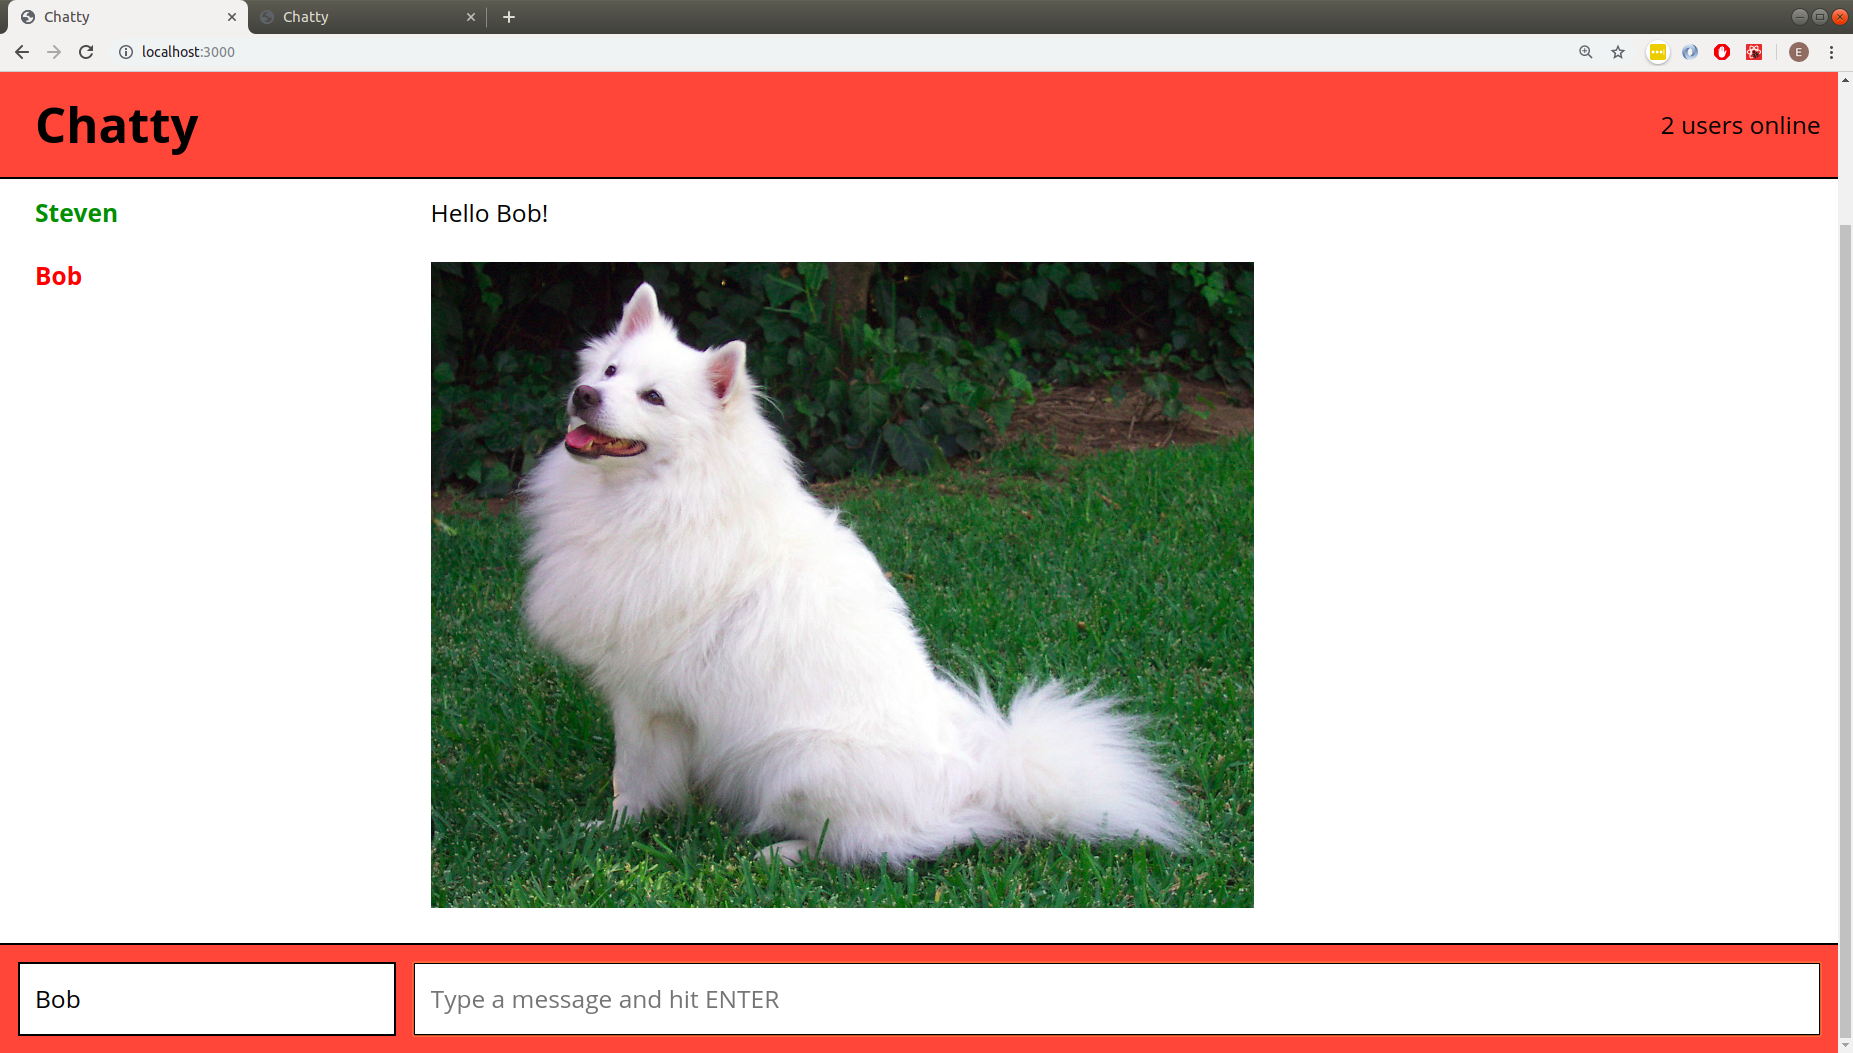 Chatty
Chatty
localhost:3000
E
Chatty
2 users online
Steven
Hello Bob!
Bob
Bob
Type a message and hit ENTER